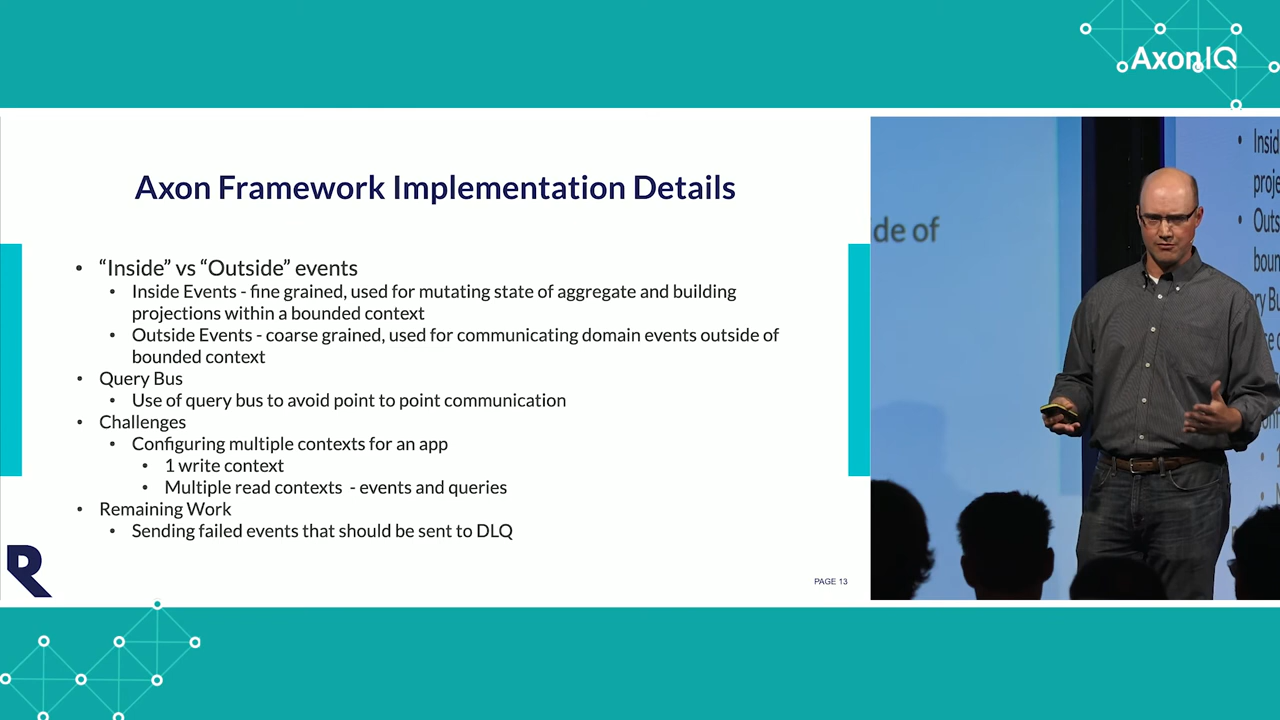 AxonIQ
Axon Framework Implementation Details
• “Inside” vs “Outside” events
• Inside Events - fine grained, used for mutating state of aggregate and building
projections within a bounded context
• Outside Events - coarse grained, used for communicating domain events outside of
bounded context
• Query Bus
• Use of query bus to avoid point to point communication
• Challenges
• Configuring multiple contexts for an app
• 1 write context
• Multiple read contexts - events and queries
• Remaining Work
• Sending failed events that should be sent to DLQ
R
PAGE 13
de of
• Insid
proje
• Outs
boun